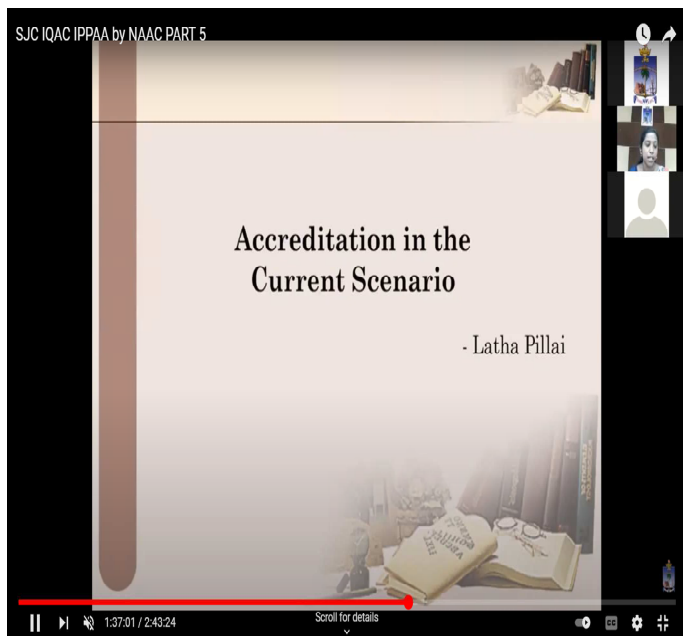 SJC IQAC IPPAA by NAAC PART 5
Accreditation in the
Current Scenario
- Latha Pillai
1:37:01 / 2:43:24
Scroll for details
CC